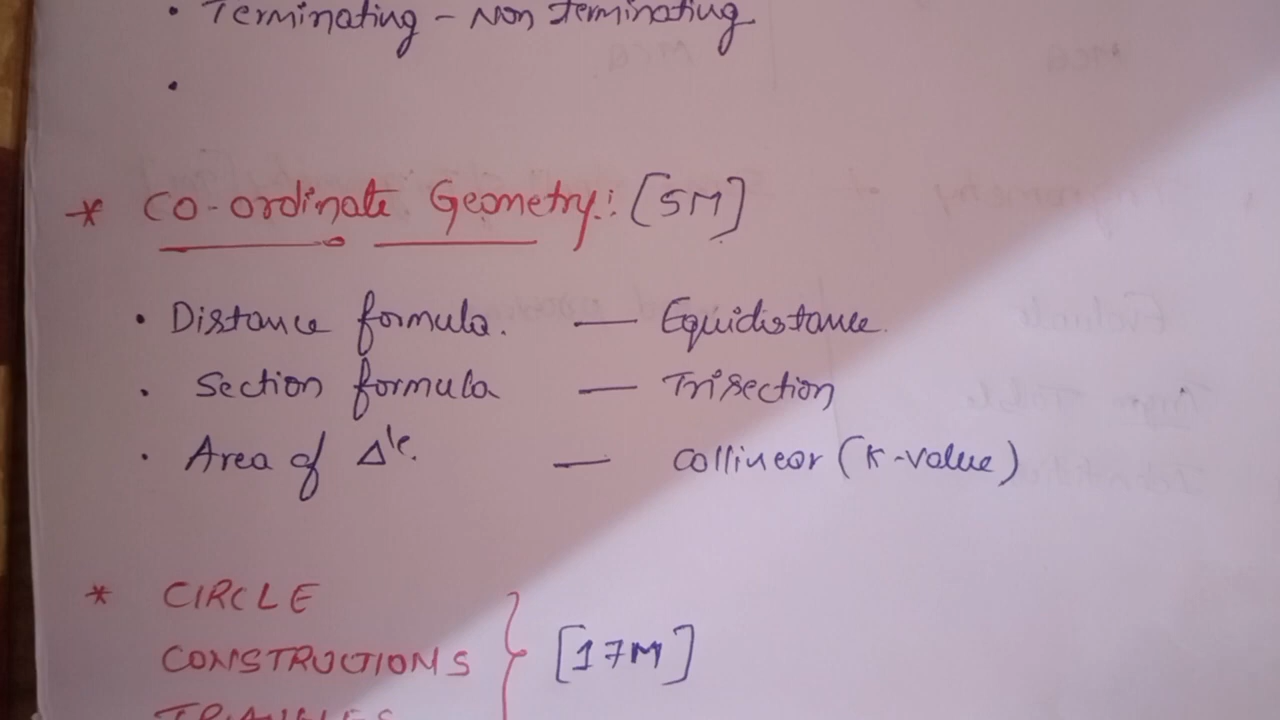 • Terminating - Non terminating
•
* Co-ordinate Geometry: [5M]
• Distance formula. — Equidistance.
• Section formula — Trisection
• Area of Δle. — collinear (K-value)
* CIRCLE
CONSTRUCTIONS [17M]
TRIANGLES